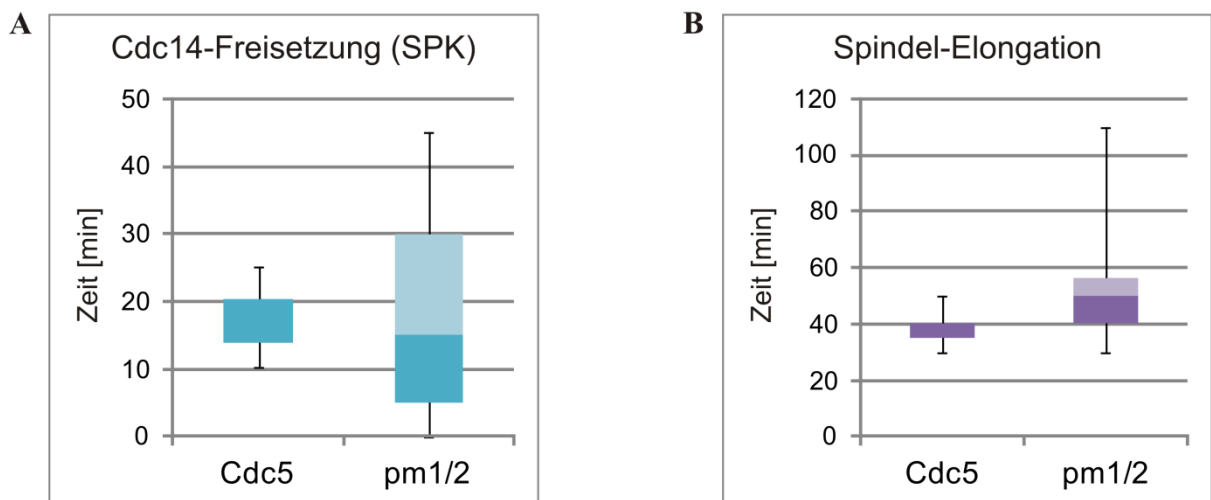 A
Cdc14-Freisetzung (SPK)
Zeit [min]
50
40
30
20
10
0
Cdc5 pm1/2
B
Spindel-Elongation
Zeit [min]
120
100
80
60
40
20
0
Cdc5 pm1/2